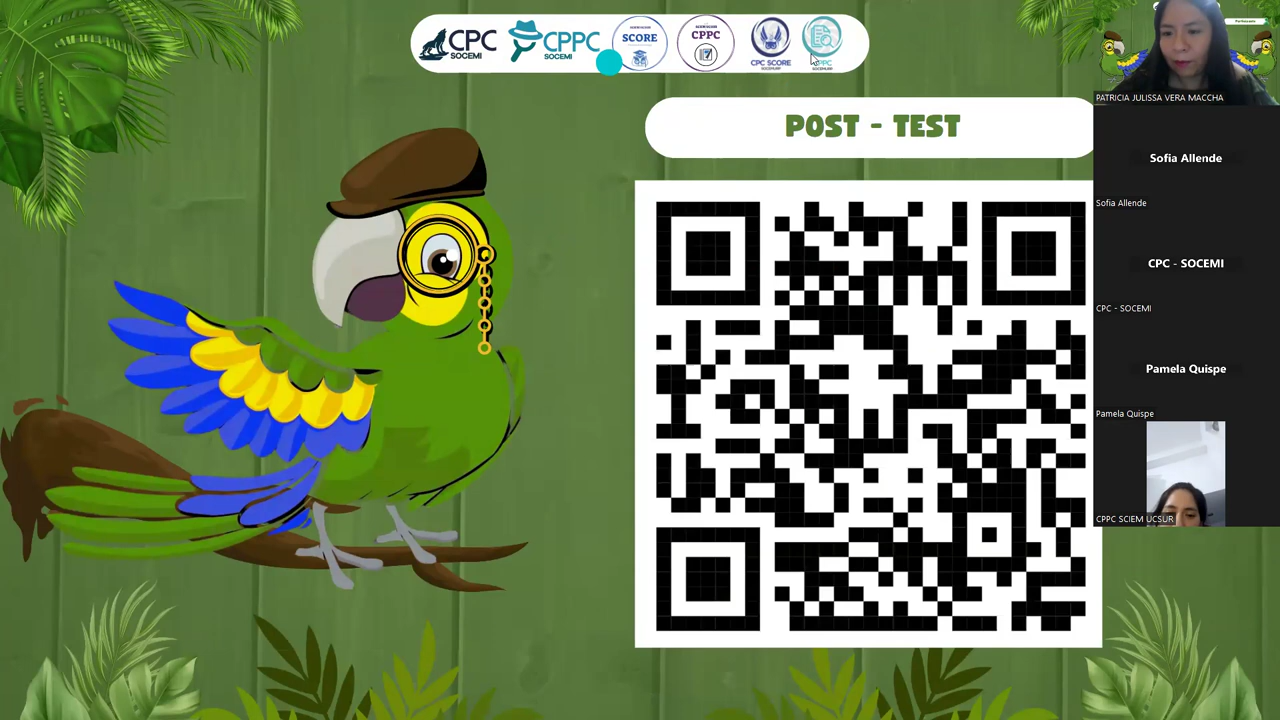 CPC
SOCEMI
CPPC
SOCEMI
SCORE
CPPC
CPC SCORE
POST - TEST
PATRICIA JULISSA VERA MACCHA
Sofia Allende
Sofia Allende
CPC - SOCEMI
CPC - SOCEMI
Pamela Quispe
Pamela Quispe
CPPC SCIEM UCSUR